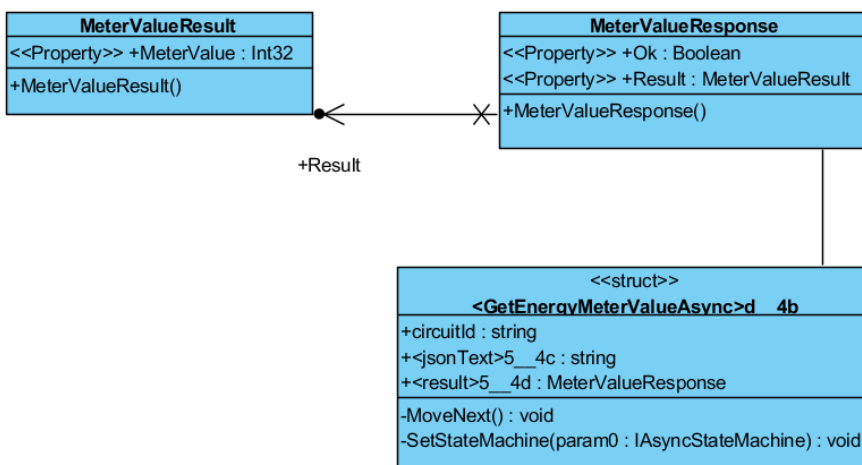 MeterValueResult
<<Property>> +MeterValue : Int32
+MeterValueResult()
MeterValueResponse
<<Property>> +Ok : Boolean
<<Property>> +Result : MeterValueResult
+MeterValueResponse()
+Result
<<struct>>
<GetEnergyMeterValueAsync>d__4b
+circuitId : string
+<jsonText>5__4c : string
+<result>5__4d : MeterValueResponse
-MoveNext() : void
-SetStateMachine(param0 : IAsyncStateMachine) : void